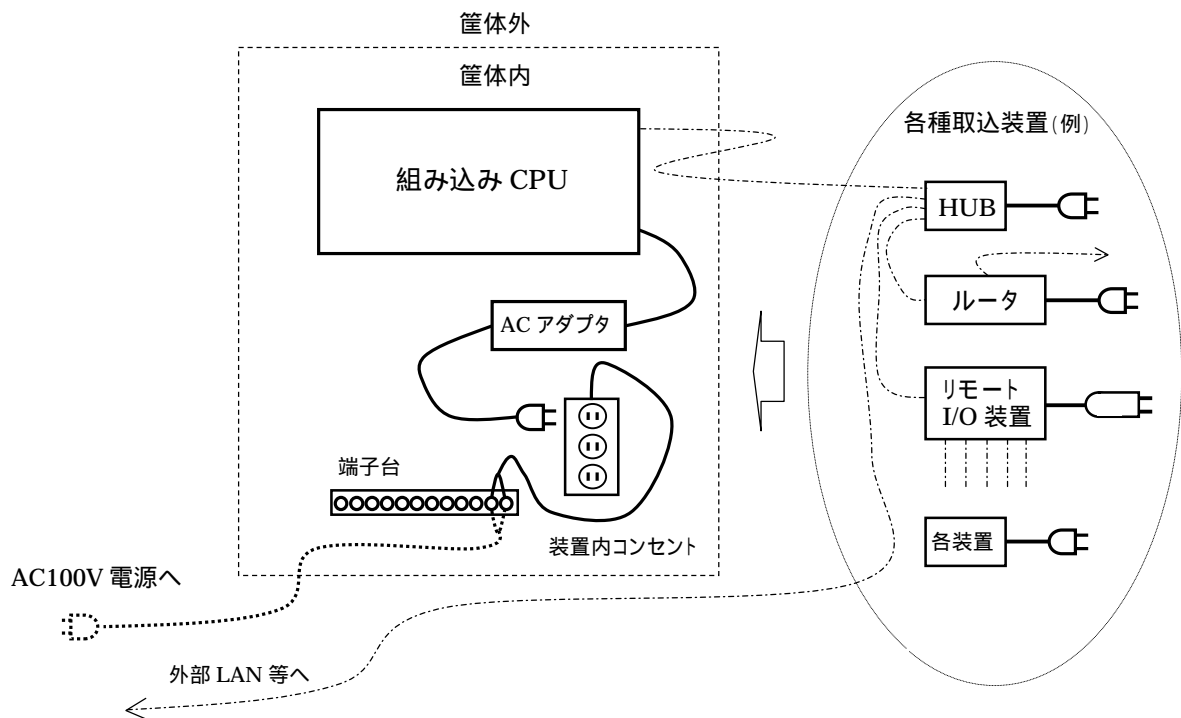 筐体外
筐体内
組み込み CPU
AC アダプタ
端子台
装置内コンセント
AC100V 電源へ
外部 LAN 等へ
各種取込装置(例)
HUB
ルータ
リモート
I/O 装置
各装置